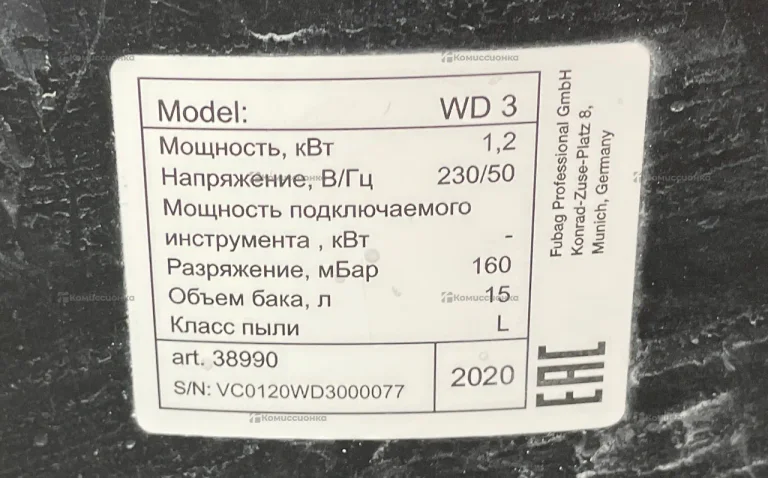 Model: WD 3
Мощность, кВт 1,2
Напряжение, В/Гц 230/50
Мощность подключаемого
инструмента , кВт -
Разряжение, мБар 160
Объем бака, л 15
Класс пыли L
art. 38990
S/N: VC0120WD3000077
2020
Fubag Professional GmbH
Konrad-Zuse-Platz 8,
Munich, Germany
EAC
Комиссионка
Комиссионка
Комиссионка
Комиссионка
Комиссионка
Комиссионка